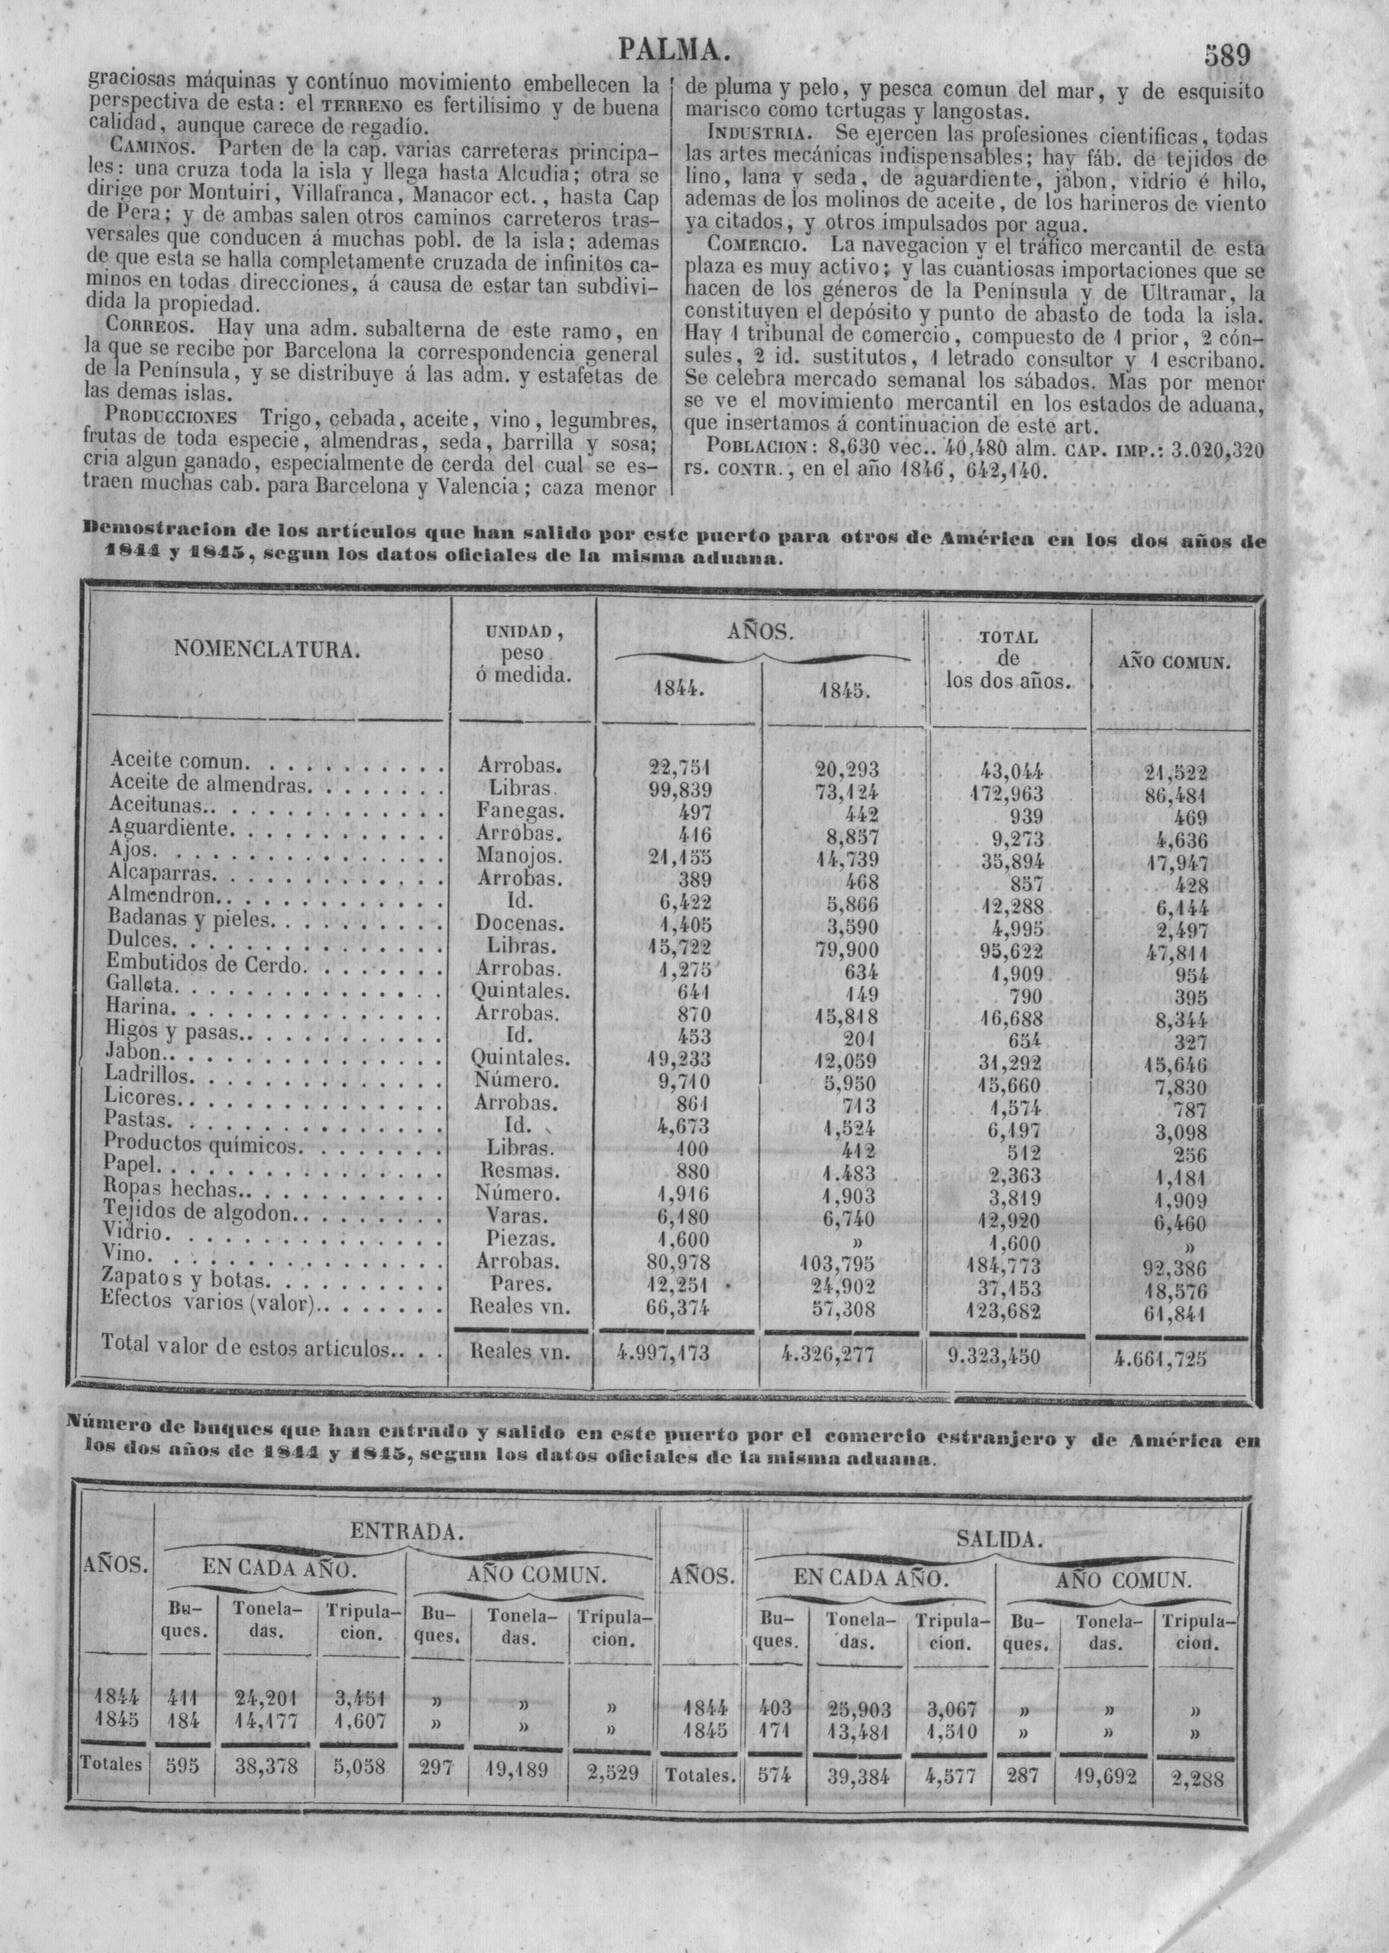 PALMA.
589
graciosas máquinas y contínuo movimiento embellecen la
perspectiva de esta: el TERRENO es fertilísimo y de buena
calidad, aunque carece de regadío.
CAMINOS. Parten de la cap. varias carreteras principa-
les: una cruza toda la isla y llega hasta Alcudia; otra se
dirige por Montuiri, Villafranca, Manacor ect., hasta Cap
de Pera; y de ambas salen otros caminos carreteros tras-
versales que conducen á muchas pobl. de la isla; ademas
de que esta se halla completamente cruzada de infinitos ca-
minos en todas direcciones, á causa de estar tan subdivi-
dida la propiedad.
CORREOS. Hay una adm. subalterna de este ramo, en
la que se recibe por Barcelona la correspondencia general
de la Península, y se distribuye á las adm. y estafetas de
las demas islas.
PRODUCCIONES Trigo, cebada, aceite, vino, legumbres,
frutas de toda especie, almendras, seda, barrilla y sosa;
cria algun ganado, especialmente de cerda del cual se es-
traen muchas cab. para Barcelona y Valencia; caza menor
de pluma y pelo, y pesca comun del mar, y de esquisito
marisco como tortugas y langostas.
INDUSTRIA. Se ejercen las profesiones cientificas, todas
las artes mecánicas indispensables; hay fáb. de tejidos de
lino, lana y seda, de aguardiente, jabon, vidrio é hilo,
ademas de los molinos de aceite, de los harineros de viento
ya citados, y otros impulsados por agua.
COMERCIO. La navegacion y el tráfico mercantil de esta
plaza es muy activo; y las cuantiosas importaciones que se
hacen de los géneros de la Península y de Ultramar, la
constituyen el depósito y punto de abasto de toda la isla.
Hay 1 tribunal de comercio, compuesto de 1 prior, 2 cón-
sules, 2 id. sustitutos, 1 letrado consultor y 1 escribano.
Se celebra mercado semanal los sábados. Mas por menor
se ve el movimiento mercantil en los estados de aduana,
que insertamos á continuacion de este art.
POBLACION: 8,630 vec.. 40,480 alm. CAP. IMP.: 3.020,320
rs. CONTR., en el año 1846, 642,140.
Demostracion de los artículos que han salido por este puerto para otros de América en los dos años de
1844 y 1845, segun los datos oficiales de la misma aduana.
NOMENCLATURA. UNIDAD, peso ó medida. AÑOS. 1844. 1845. TOTAL de los dos años. AÑO COMUN.
Aceite comun. Arrobas. 22,751 20,293 43,044 21,522
Aceite de almendras. Libras. 99,839 73,124 172,963 86,481
Aceitunas.. Fanegas. 497 442 939 469
Aguardiente. Arrobas. 416 8,857 9,273 4,636
Ajos. Manojos. 21,155 14,739 35,894 17,947
Alcaparras. Arrobas. 389 468 857 428
Almendron.. Id. 6,422 5,866 12,288 6,144
Badanas y pieles. Docenas. 1,405 3,590 4,995 2,497
Dulces. Libras. 15,722 79,900 95,622 47,811
Embutidos de Cerdo. Arrobas. 1,275 634 1,909 954
Galleta. Quintales. 641 149 790 395
Harina. Arrobas. 870 15,818 16,688 8,344
Higos y pasas.. Id. 453 201 654 327
Jabon.. Quintales. 19,233 12,059 31,292 15,646
Ladrillos. Número. 9,710 5,950 15,660 7,830
Licores.. Arrobas. 861 713 1,574 787
Pastas. Id. 4,673 1,524 6,197 3,098
Productos químicos. Libras. 100 412 512 256
Papel. Resmas. 880 1.483 2,363 1,181
Ropas hechas.. Número. 1,916 1,903 3,819 1,909
Tejidos de algodon.. Varas. 6,180 6,740 12,920 6,460
Vidrio. Piezas. 1,600 » 1,600 »
Vino. Arrobas. 80,978 103,795 184,773 92,386
Zapatos y botas. Pares. 12,251 24,902 37,153 18,576
Efectos varios (valor).. Reales vn. 66,374 57,308 123,682 61,841
Total valor de estos articulos.. . . Reales vn. 4.997,173 4.326,277 9.323,450 4.661,725
Número de buques que han entrado y salido en este puerto por el comercio estranjero y de América en
los dos años de 1844 y 1845, segun los datos oficiales de la misma aduana.
ENTRADA. SALIDA.
AÑOS. EN CADA AÑO. AÑO COMUN. AÑOS. EN CADA AÑO. AÑO COMUN.
Bu- Tonela- Tripula- Bu- Tonela- Tripula- Bu- Tonela- Tripula- Bu- Tonela- Tripula-
ques. das. cion. ques. das. cion. ques. das. cion. ques. das. cion.
1844 411 24,201 3,451 » » » 1844 403 25,903 3,067 » » »
1845 184 14,177 1,607 » » » 1845 171 13,481 1,510 » » »
Totales 595 38,378 5,058 297 19,189 2,529 Totales. 574 39,384 4,577 287 19,692 2,288